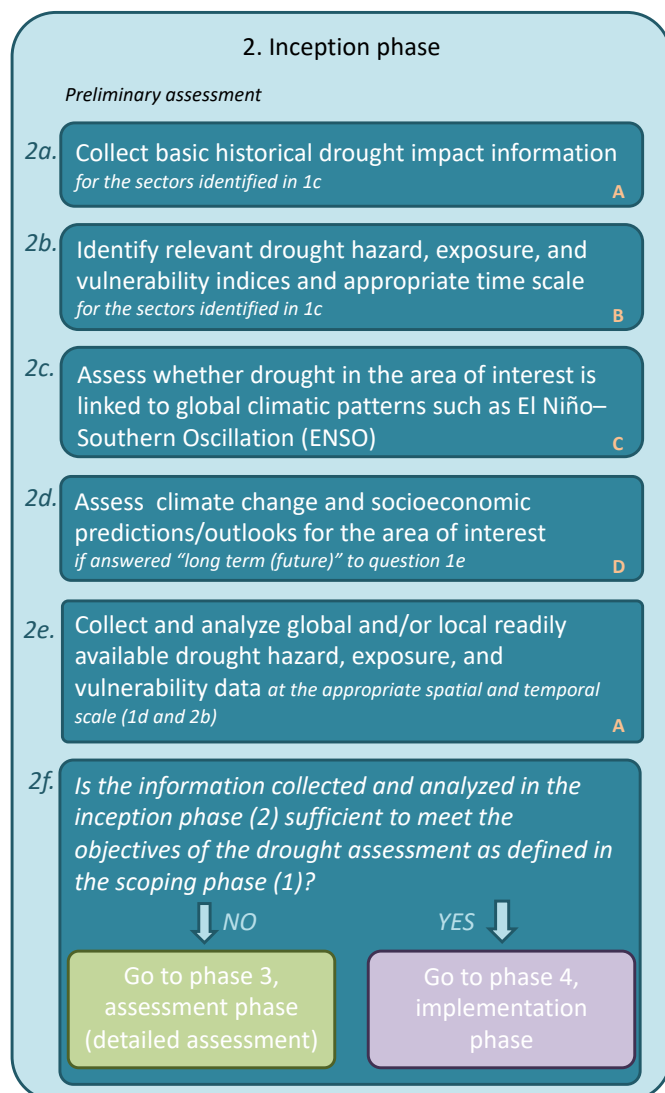 2. Inception phase
Preliminary assessment
2a.
Collect basic historical drought impact information
for the sectors identified in 1c
A
2b.
Identify relevant drought hazard, exposure, and
vulnerability indices and appropriate time scale
for the sectors identified in 1c
B
2c.
Assess whether drought in the area of interest is
linked to global climatic patterns such as El Niño–
Southern Oscillation (ENSO)
C
2d.
Assess climate change and socioeconomic
predictions/outlooks for the area of interest
if answered “long term (future)” to question 1e
D
2e.
Collect and analyze global and/or local readily
available drought hazard, exposure, and
vulnerability data at the appropriate spatial and temporal
scale (1d and 2b)
A
2f.
Is the information collected and analyzed in the
inception phase (2) sufficient to meet the
objectives of the drought assessment as defined in
the scoping phase (1)?
NO
YES
Go to phase 3,
assessment phase
(detailed assessment)
Go to phase 4,
implementation
phase